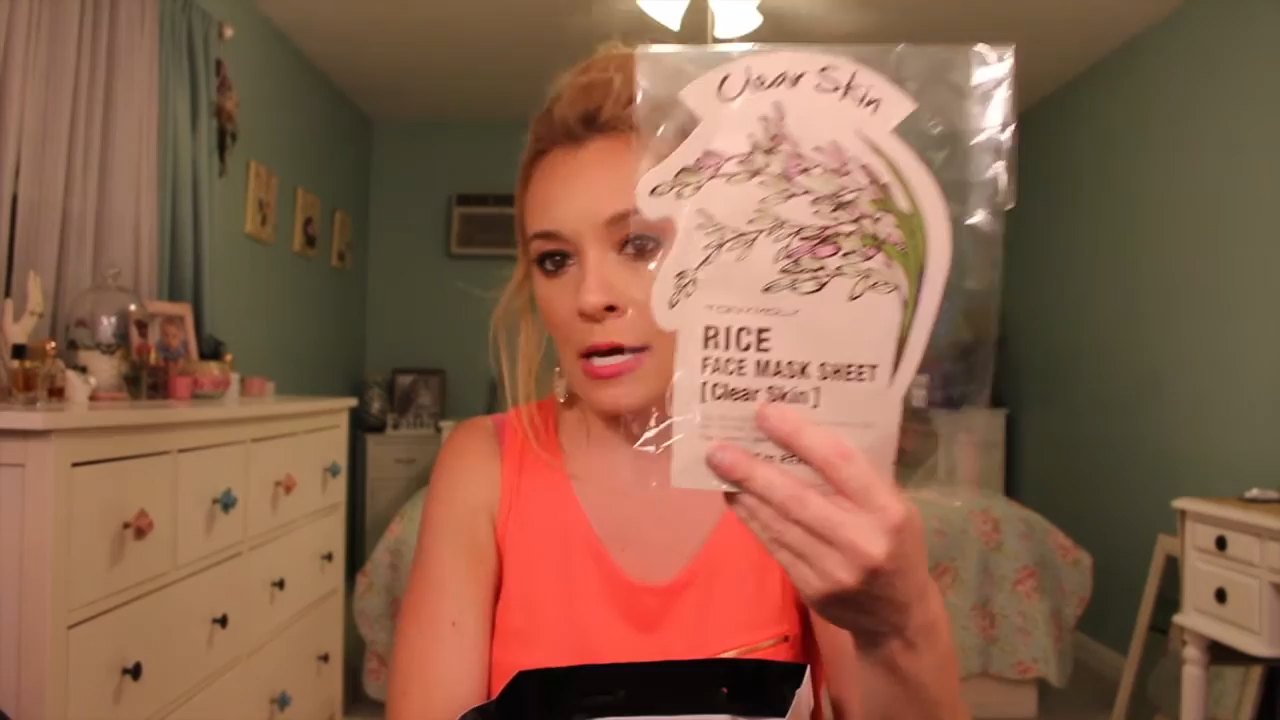 Clear Skin
TONYMOLY
RICE
FACE MASK SHEET
[Clear Skin]